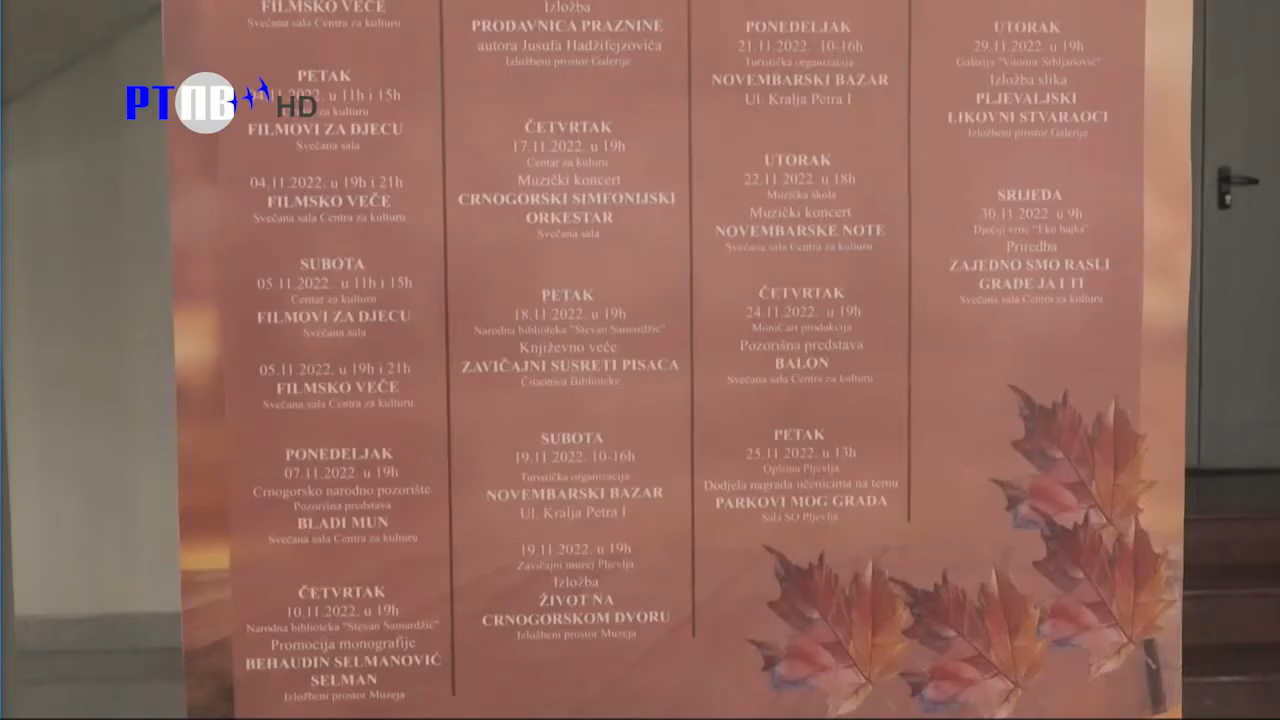 РТПВ HD
FILMSKO VEČE
Svečana sala Centra za kulturu
PETAK
04.11.2022. u 11h i 15h
za kulturu
FILMOVI ZA DJECU
Svečana sala
04.11.2022. u 19h i 21h
FILMSKO VEČE
Svečana sala Centra za kulturu
SUBOTA
05.11.2022. u 11h i 15h
Centar za kulturu
FILMOVI ZA DJECU
Svečana sala
05.11.2022. u 19h i 21h
FILMSKO VEČE
Svečana sala Centra za kulturu
PONEDELJAK
07.11.2022. u 19h
Crnogorsko narodno pozorište
Pozorišna predstava
BLADI MUN
Svečana sala Centra za kulturu
ČETVRTAK
10.11.2022. u 19h
Narodna biblioteka "Stevan Samardžić"
Promocija monografije
BEHAUDIN SELMANOVIĆ
SELMAN
Izložbeni prostor Muzeja
Izložba
PRODAVNICA PRAZNINE
autora Jusufa Hadžifejzovića
Izložbeni prostor Galerije
ČETVRTAK
17.11.2022. u 19h
Centar za kuluru
Muzički koncert
CRNOGORSKI SIMFONIJSKI
ORKESTAR
Svečana sala
PETAK
18.11.2022. u 19h
Narodna biblioteka "Stevan Samardžić"
Književno veče
ZAVIČAJNI SUSRETI PISACA
Čitaonica Biblioteke
SUBOTA
19.11 2022. 10-16h
Turistička organizacija
NOVEMBARSKI BAZAR
Ul. Kralja Petra I
19.11.2022. u 19h
Zavičajni muzej Pljevlja
Izložba
ŽIVOT NA
CRNOGORSKOM DVORU
Izložbeni prostor Muzeja
PONEDELJAK
21.11.2022. 10-16h
Turistička organizacija
NOVEMBARSKI BAZAR
Ul. Kralja Petra I
UTORAK
22.11.2022. u 18h
Muzička škola
Muzički koncert
NOVEMBARSKE NOTE
Svečana sala Centra za kulturu
ČETVRTAK
24.11.2022. u 19h
MoniCart produkcija
Pozorišna predstava
BALON
Svečana sala Centra za kulturu
PETAK
25.11.2022. u 13h
Opština Pljevlja
Dodjela nagrada učenicima na temu
PARKOVI MOG GRADA
Sala SO Pljevlja
UTORAK
29.11.2022. u 19h
Galerija "Vitomir Srbljanović"
Izložba slika
PLJEVALJSKI
LIKOVNI STVARAOCI
Izložbeni prostor Galerije
SRIJEDA
30.11.2022. u 9h
Dječiji vrtić "Eko bajka"
Priredba
ZAJEDNO SMO RASLI
GRADE JA I TI
Svečana sala Centra za kulturu